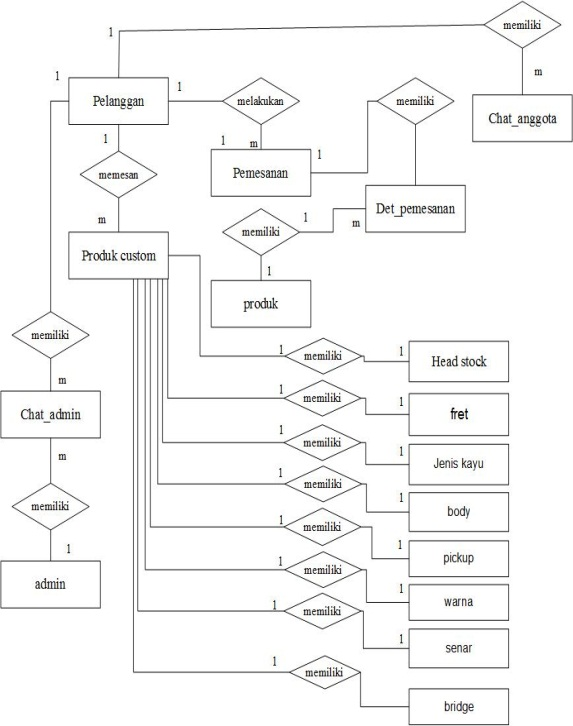 memiliki
1
1
m
Pelanggan
1
melakukan
memiliki
Chat_anggota
1
1
m
1
memesan
Pemesanan
m
Det_pemesanan
1
m
memiliki
Produk custom
1
produk
memiliki
1
memiliki
1
Head stock
m
1
memiliki
1
fret
Chat_admin
1
memiliki
1
Jenis kayu
m
1
memiliki
1
body
memiliki
1
memiliki
1
pickup
1
1
memiliki
1
warna
admin
1
memiliki
1
senar
1
memiliki
bridge